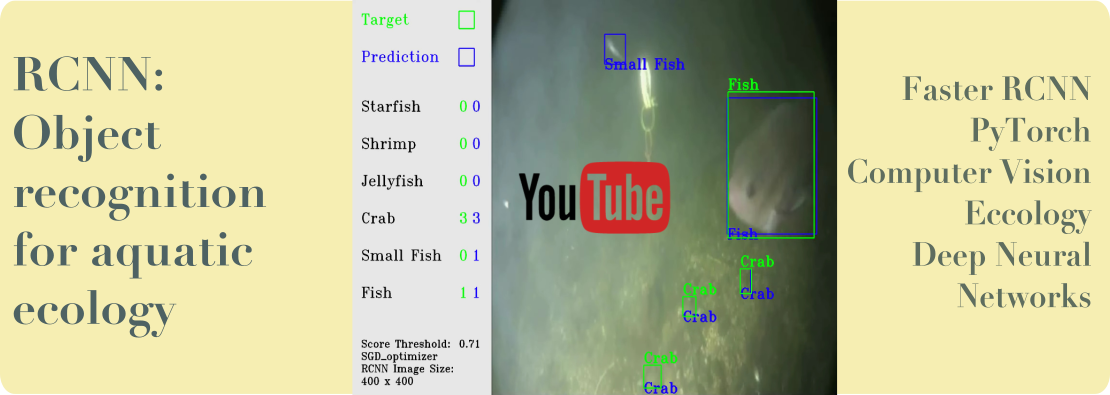 RCNN:
Object
recognition
for aquatic
ecology
Target
Prediction
Starfish 0 0
Shrimp 0 0
Jellyfish 0 0
Crab 3 3
Small Fish 0 1
Fish 1 1
Score Threshold: 0.71
SGD_optimizer
RCNN Image Size:
400 x 400
Small Fish
Fish
YouTube
Fish
Crab
Crab
Crab
Crab
Crab
Crab
Faster RCNN
PyTorch
Computer Vision
Eccology
Deep Neural
Networks